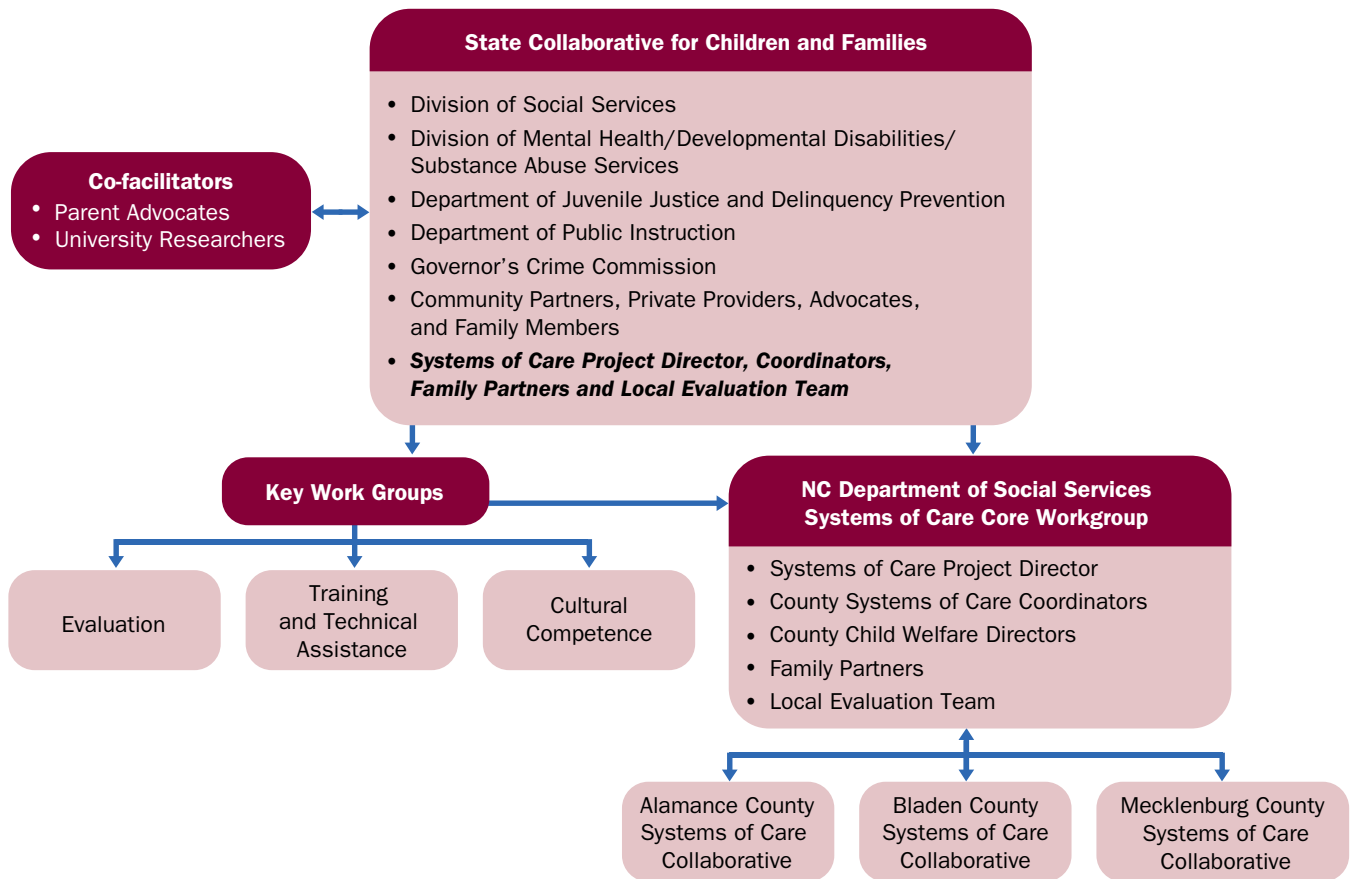 State Collaborative for Children and Families
• Division of Social Services
• Division of Mental Health/Developmental Disabilities/
Substance Abuse Services
• Department of Juvenile Justice and Delinquency Prevention
• Department of Public Instruction
• Governor’s Crime Commission
• Community Partners, Private Providers, Advocates,
and Family Members
• Systems of Care Project Director, Coordinators,
Family Partners and Local Evaluation Team
Co-facilitators
• Parent Advocates
• University Researchers
Key Work Groups
Evaluation
Training
and Technical
Assistance
Cultural
Competence
NC Department of Social Services
Systems of Care Core Workgroup
• Systems of Care Project Director
• County Systems of Care Coordinators
• County Child Welfare Directors
• Family Partners
• Local Evaluation Team
Alamance County
Systems of Care
Collaborative
Bladen County
Systems of Care
Collaborative
Mecklenburg County
Systems of Care
Collaborative